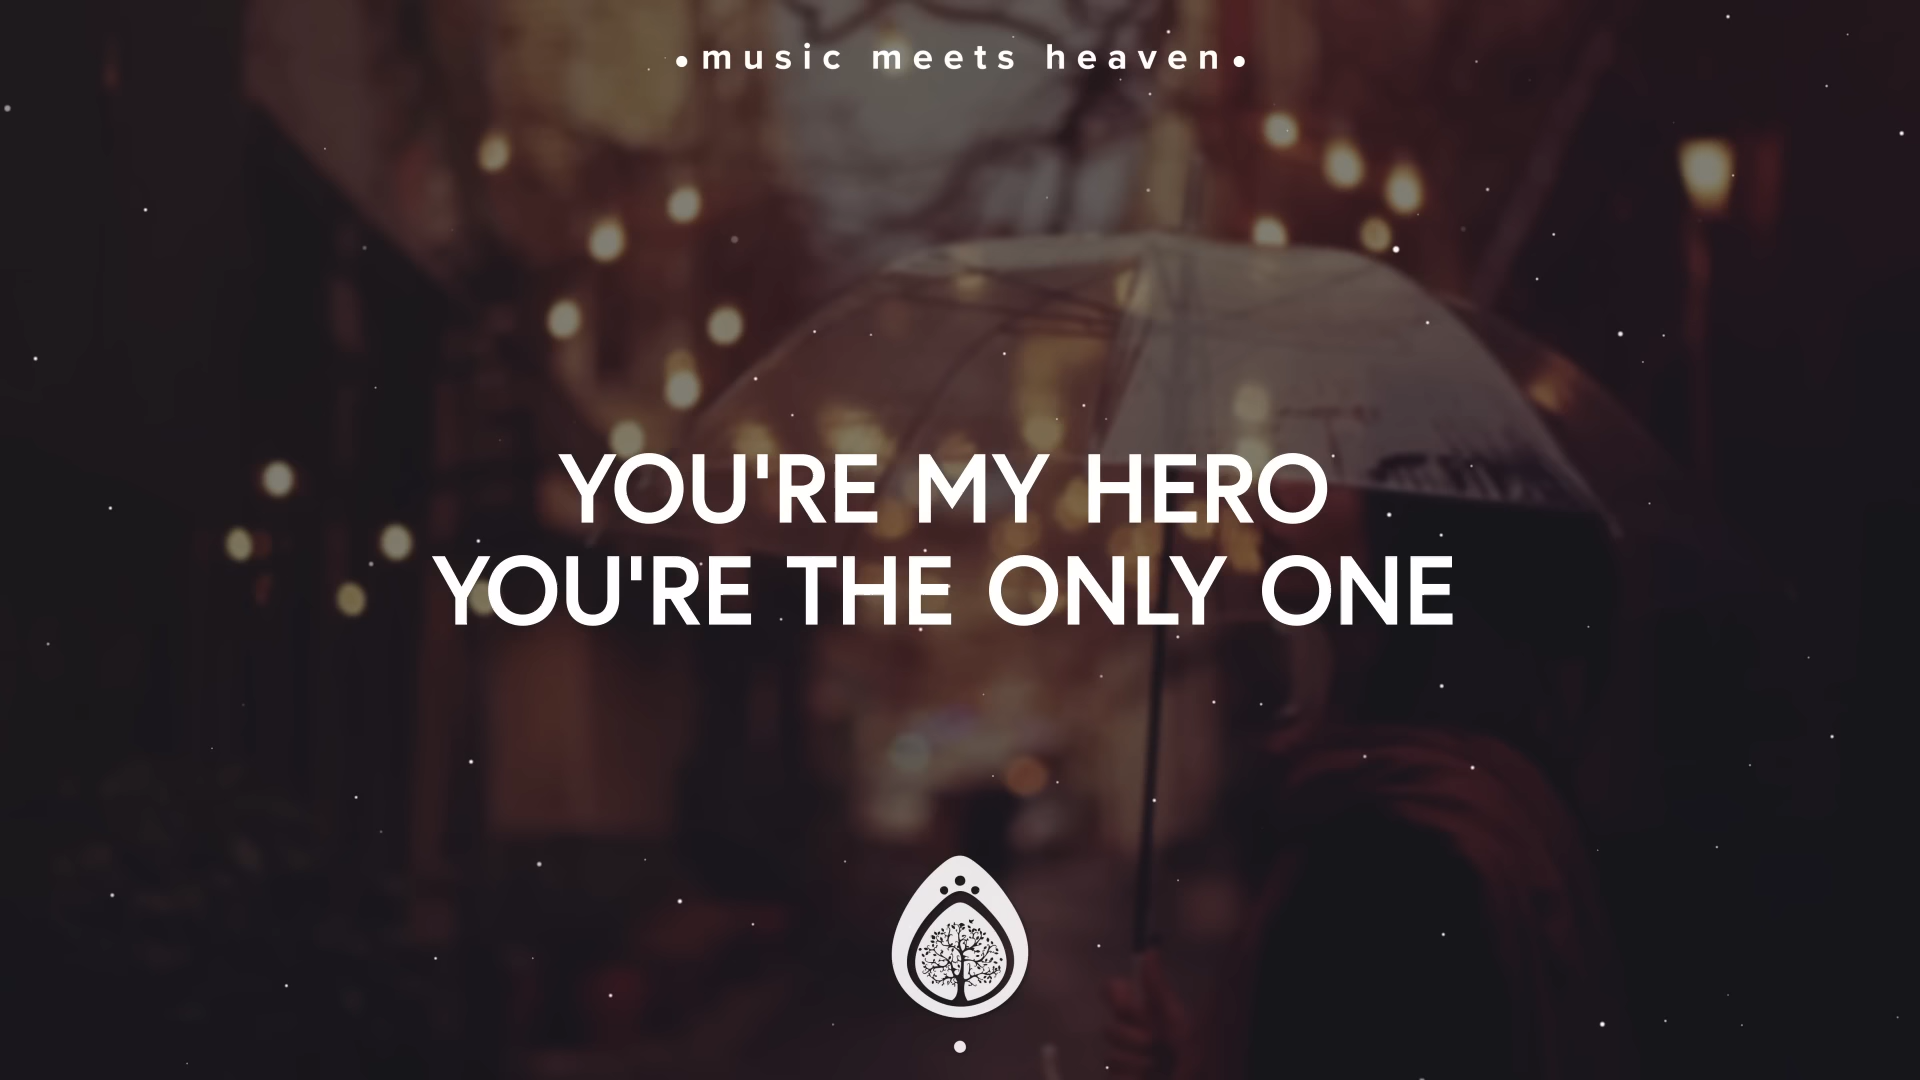 • music meets heaven •
YOU'RE MY HERO
YOU'RE THE ONLY ONE